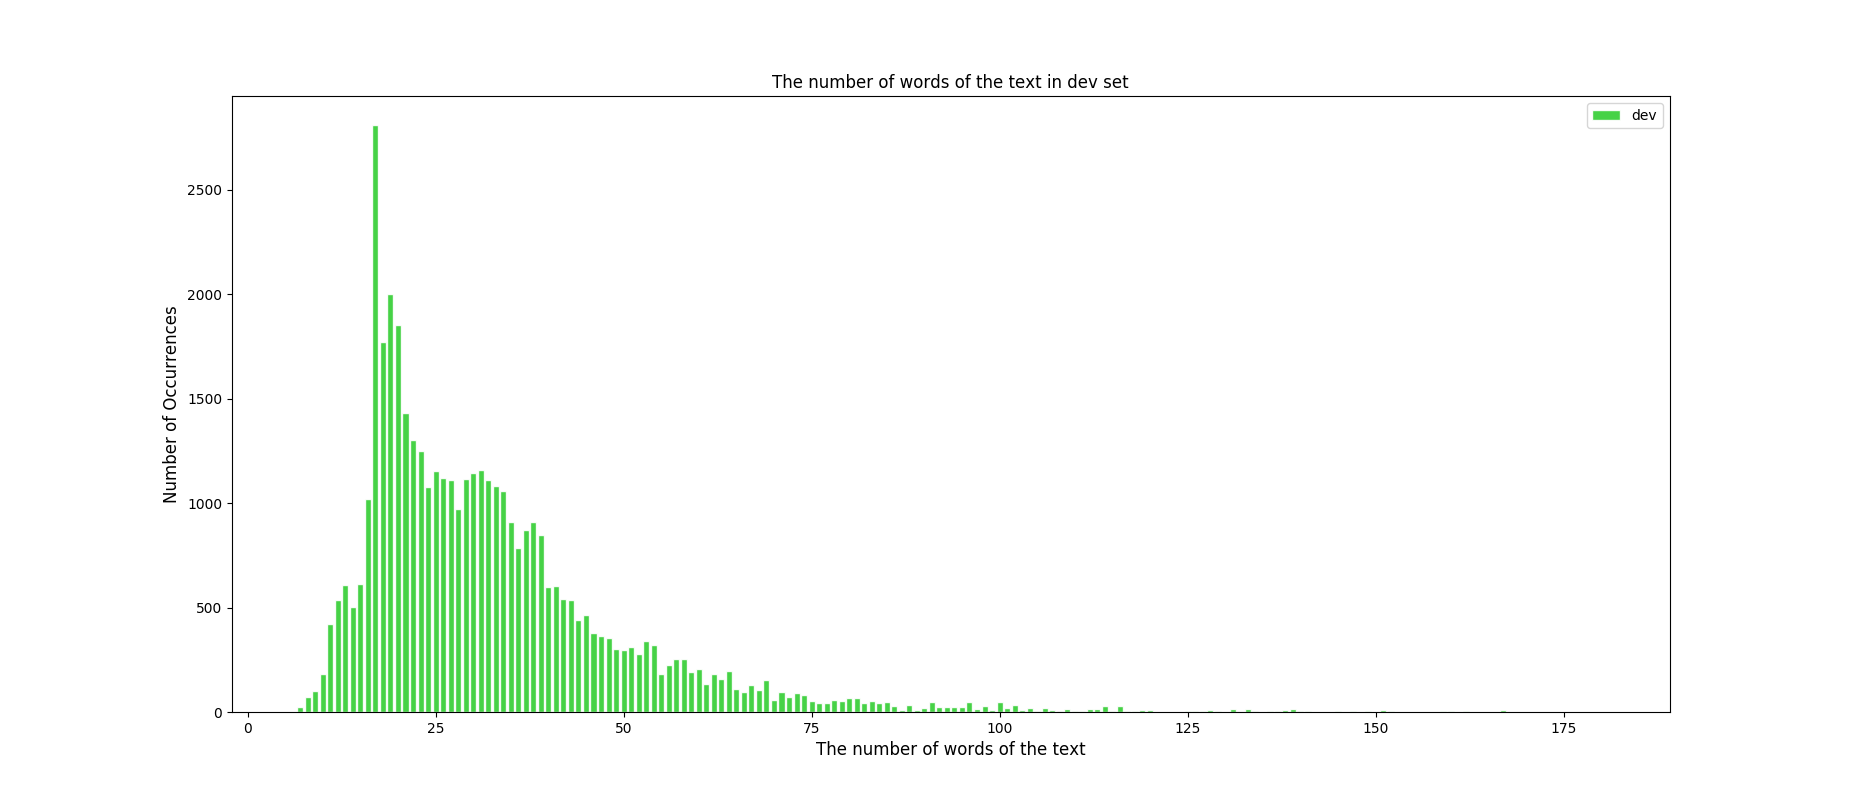 The number of words of the text in dev set
dev
Number of Occurrences
2500
2000
1500
1000
500
0
0 25 50 75 100 125 150 175
The number of words of the text